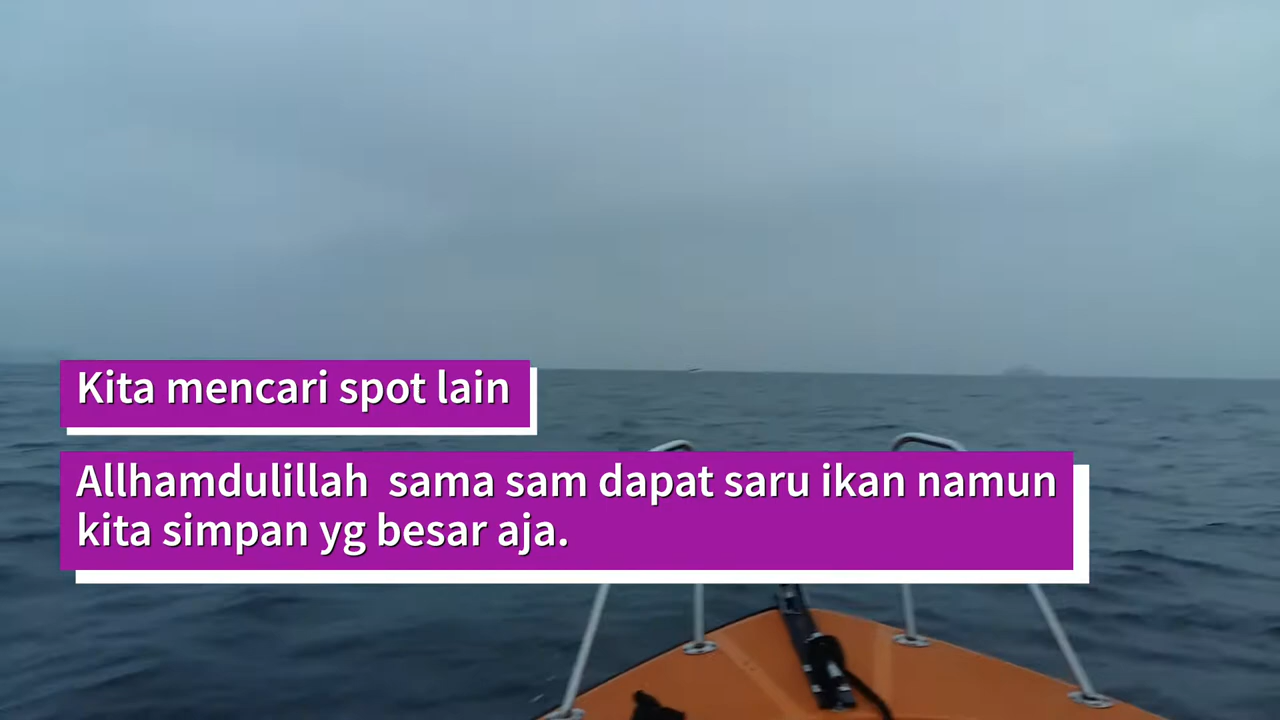 Kita mencari spot lain
Allhamdulillah sama sam dapat saru ikan namun
kita simpan yg besar aja.